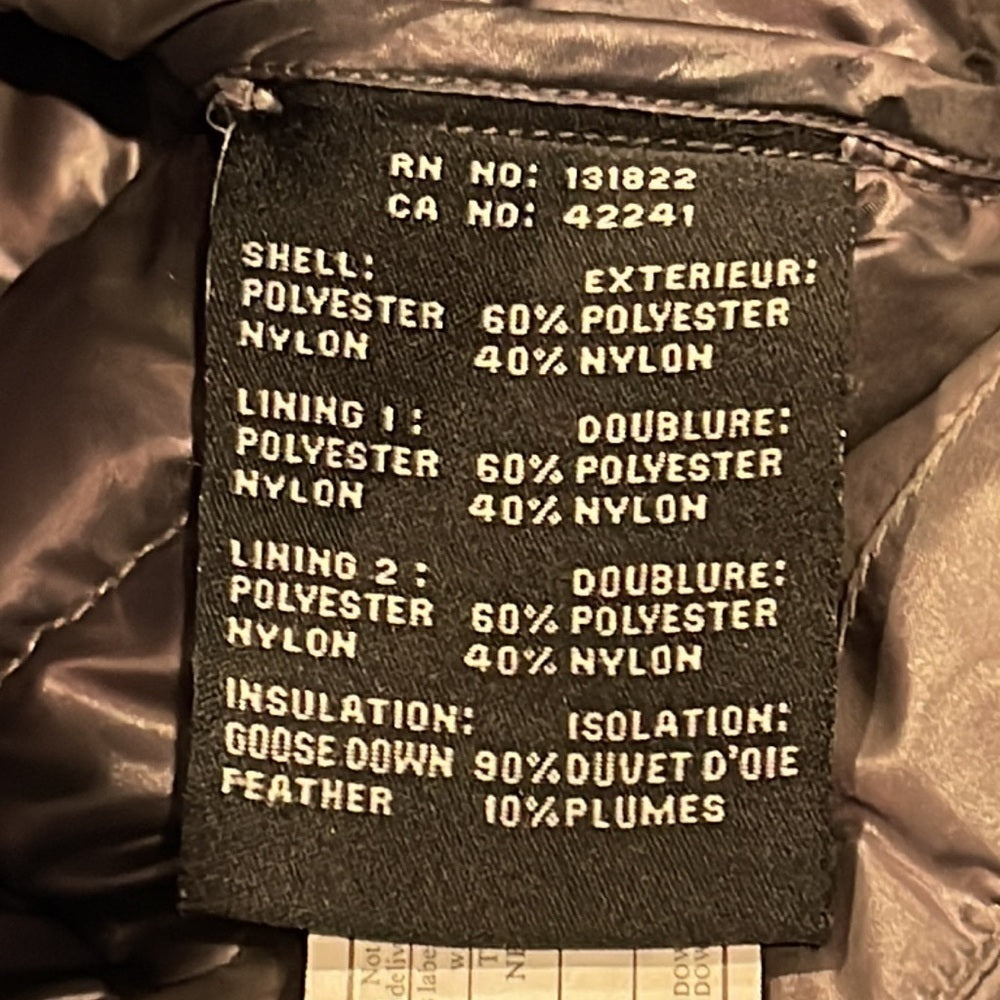 RN NO: 131822
CA NO: 42241
SHELL: EXTERIEUR:
POLYESTER 60% POLYESTER
NYLON 40% NYLON
LINING 1 : DOUBLURE:
POLYESTER 60% POLYESTER
NYLON 40% NYLON
LINING 2 : DOUBLURE:
POLYESTER 60% POLYESTER
NYLON 40% NYLON
INSULATION: ISOLATION:
GOOSE DOWN 90% DUVET D'OIE
FEATHER 10% PLUMES